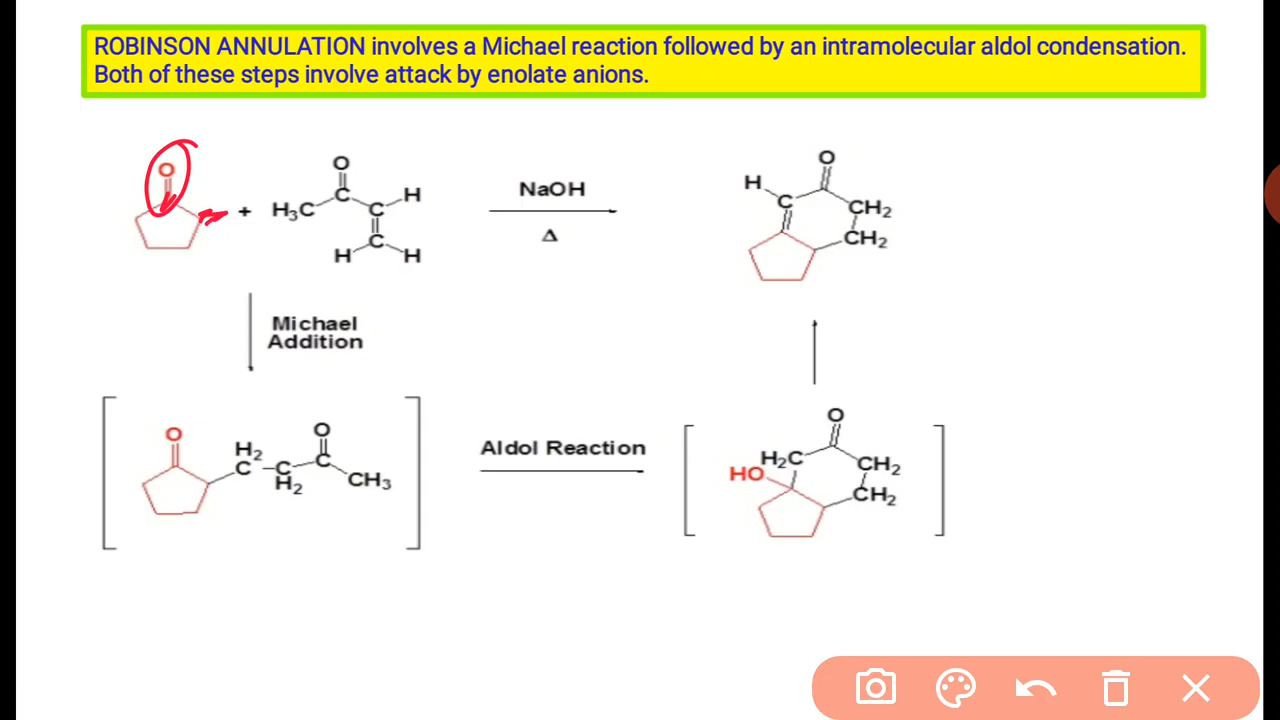 ROBINSON ANNULATION involves a Michael reaction followed by an intramolecular aldol condensation.
Both of these steps involve attack by enolate anions.
O
+
H3C
O
C
C
H
C
H
H
NaOH
Δ
O
H
C
CH2
CH2
Michael
Addition
O
H2
C
C
H2
O
C
CH3
Aldol Reaction
O
H2C
HO
CH2
CH2